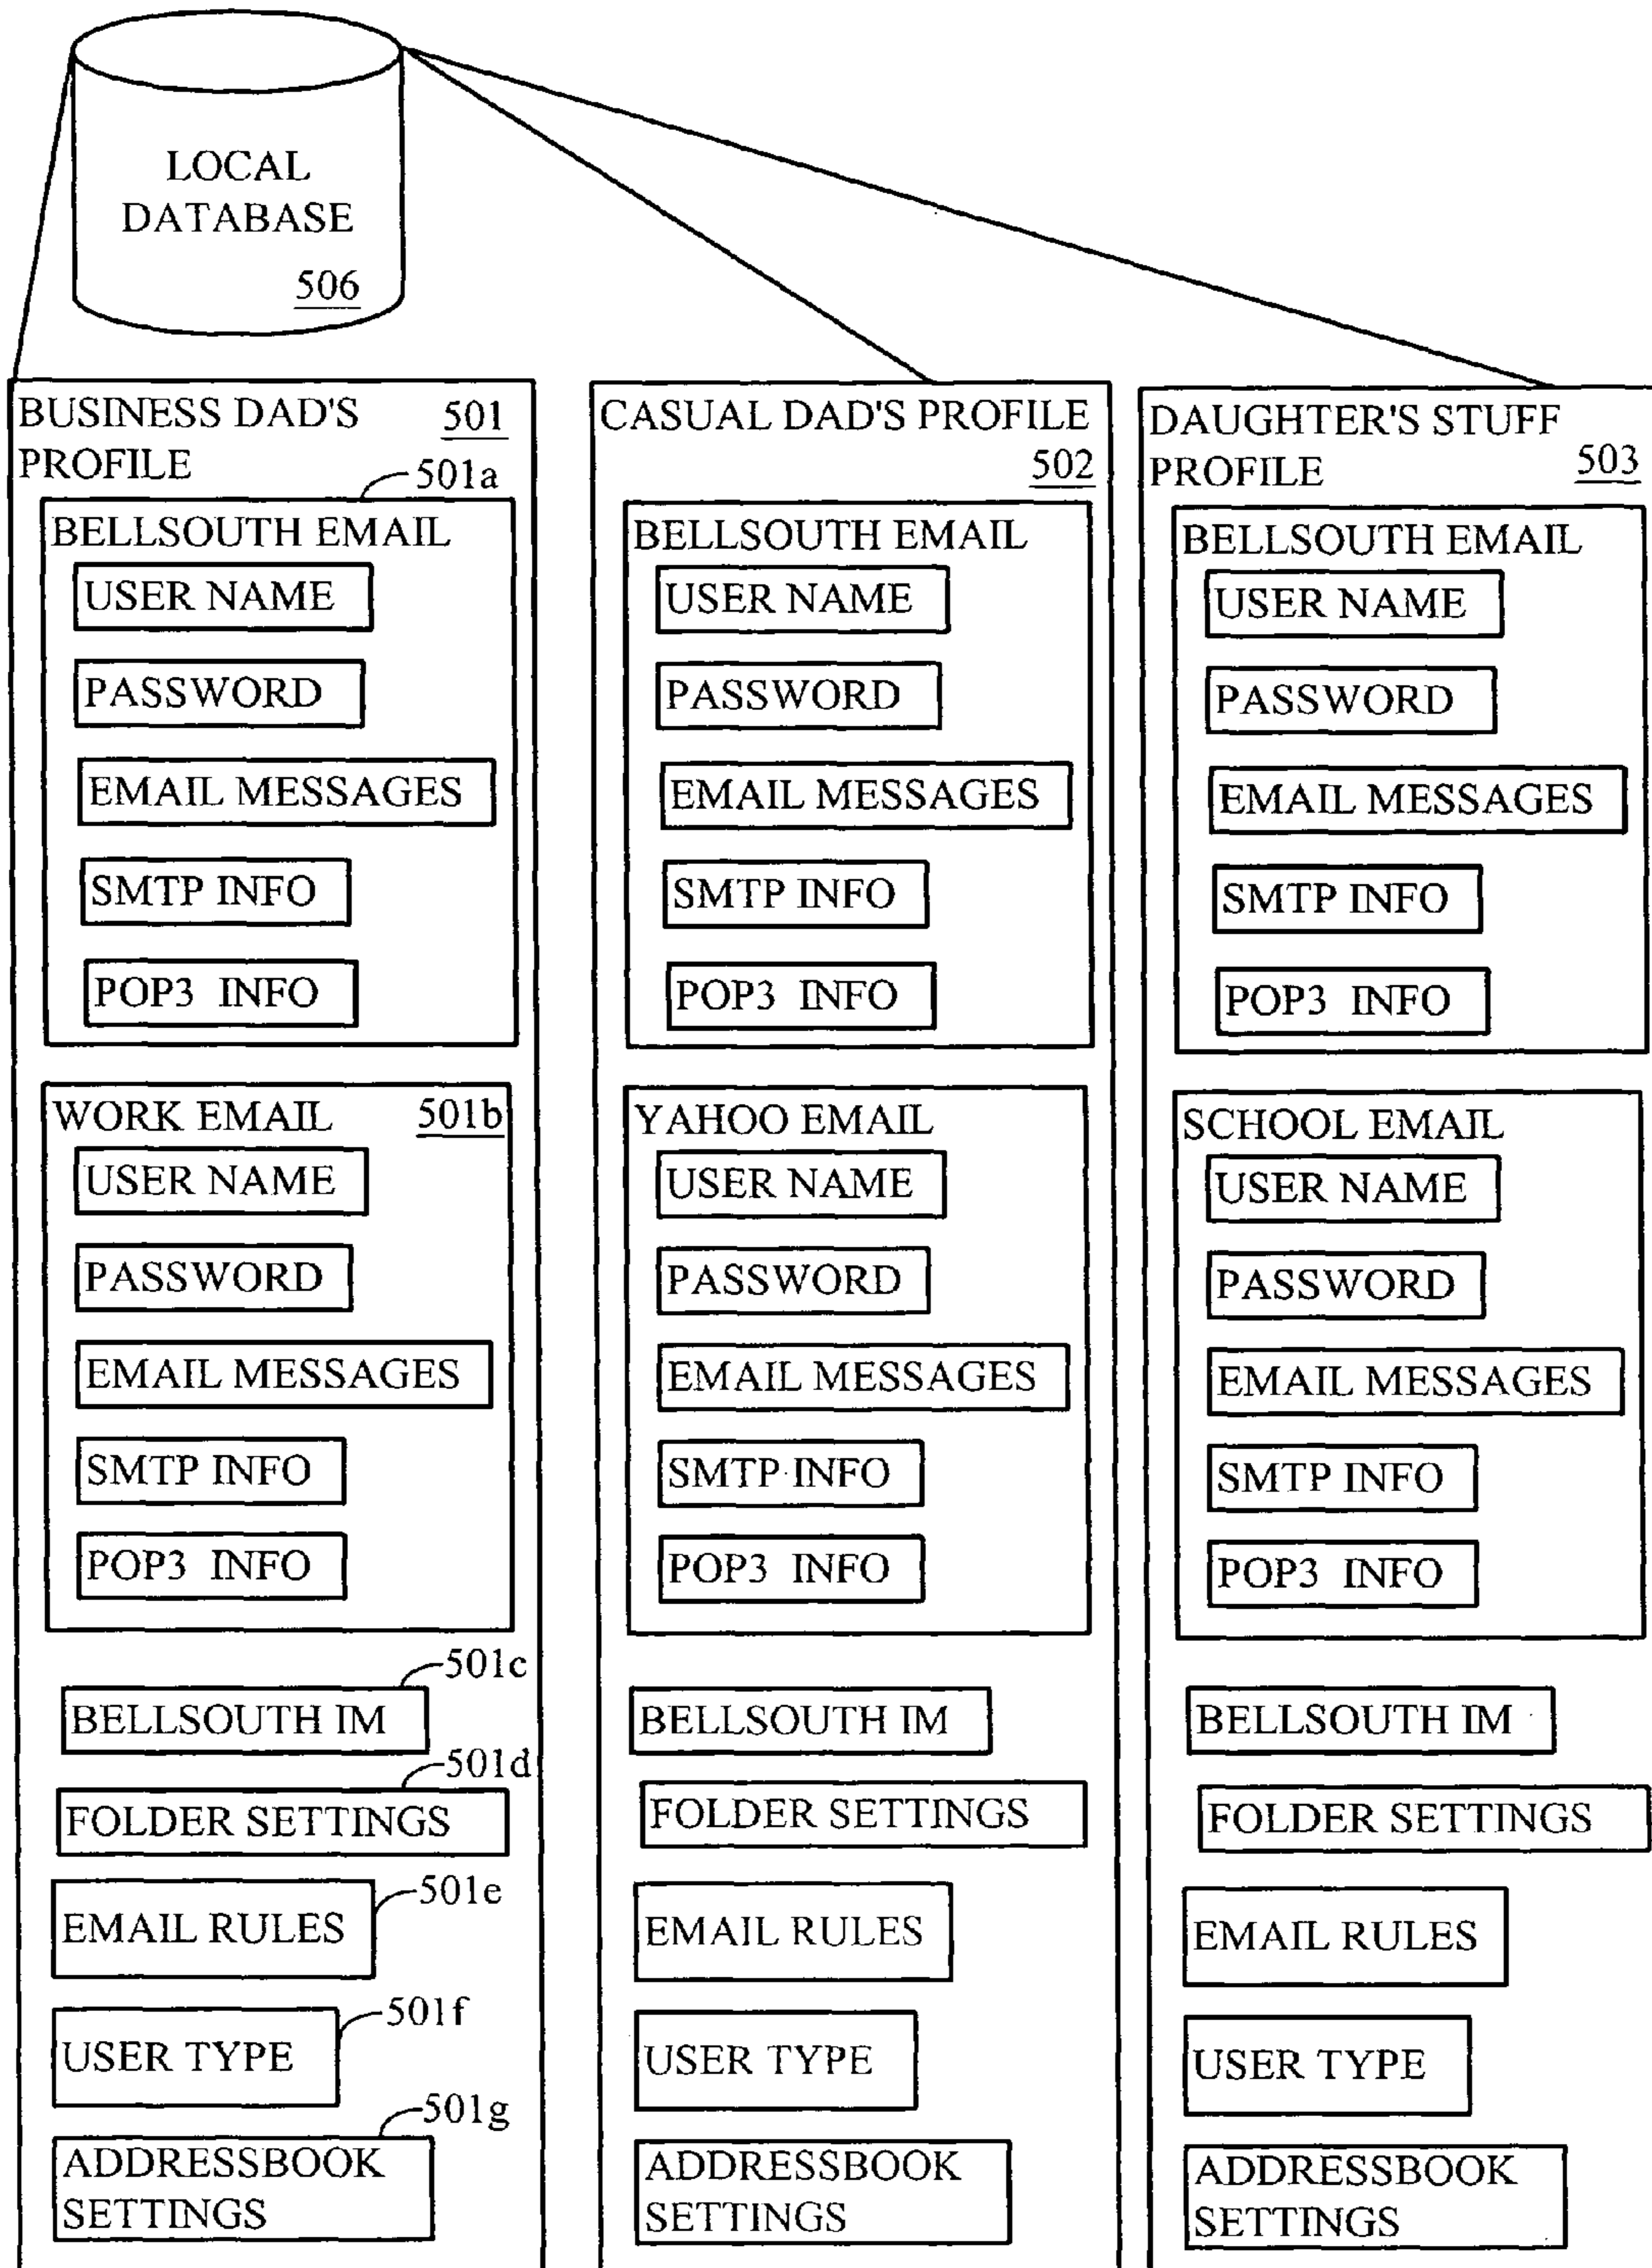 LOCAL
DATABASE
506
BUSINESS DAD'S
PROFILE
501
501a
BELLSOUTH EMAIL
USER NAME
PASSWORD
EMAIL MESSAGES
SMTP INFO
POP3 INFO
WORK EMAIL
501b
USER NAME
PASSWORD
EMAIL MESSAGES
SMTP INFO
POP3 INFO
501c
BELLSOUTH IM
501d
FOLDER SETTINGS
501e
EMAIL RULES
501f
USER TYPE
501g
ADDRESSBOOK
SETTINGS
CASUAL DAD'S PROFILE
502
BELLSOUTH EMAIL
USER NAME
PASSWORD
EMAIL MESSAGES
SMTP INFO
POP3 INFO
YAHOO EMAIL
USER NAME
PASSWORD
EMAIL MESSAGES
SMTP INFO
POP3 INFO
BELLSOUTH IM
FOLDER SETTINGS
EMAIL RULES
USER TYPE
ADDRESSBOOK
SETTINGS
DAUGHTER'S STUFF
PROFILE
503
BELLSOUTH EMAIL
USER NAME
PASSWORD
EMAIL MESSAGES
SMTP INFO
POP3 INFO
SCHOOL EMAIL
USER NAME
PASSWORD
EMAIL MESSAGES
SMTP INFO
POP3 INFO
BELLSOUTH IM
FOLDER SETTINGS
EMAIL RULES
USER TYPE
ADDRESSBOOK
SETTINGS